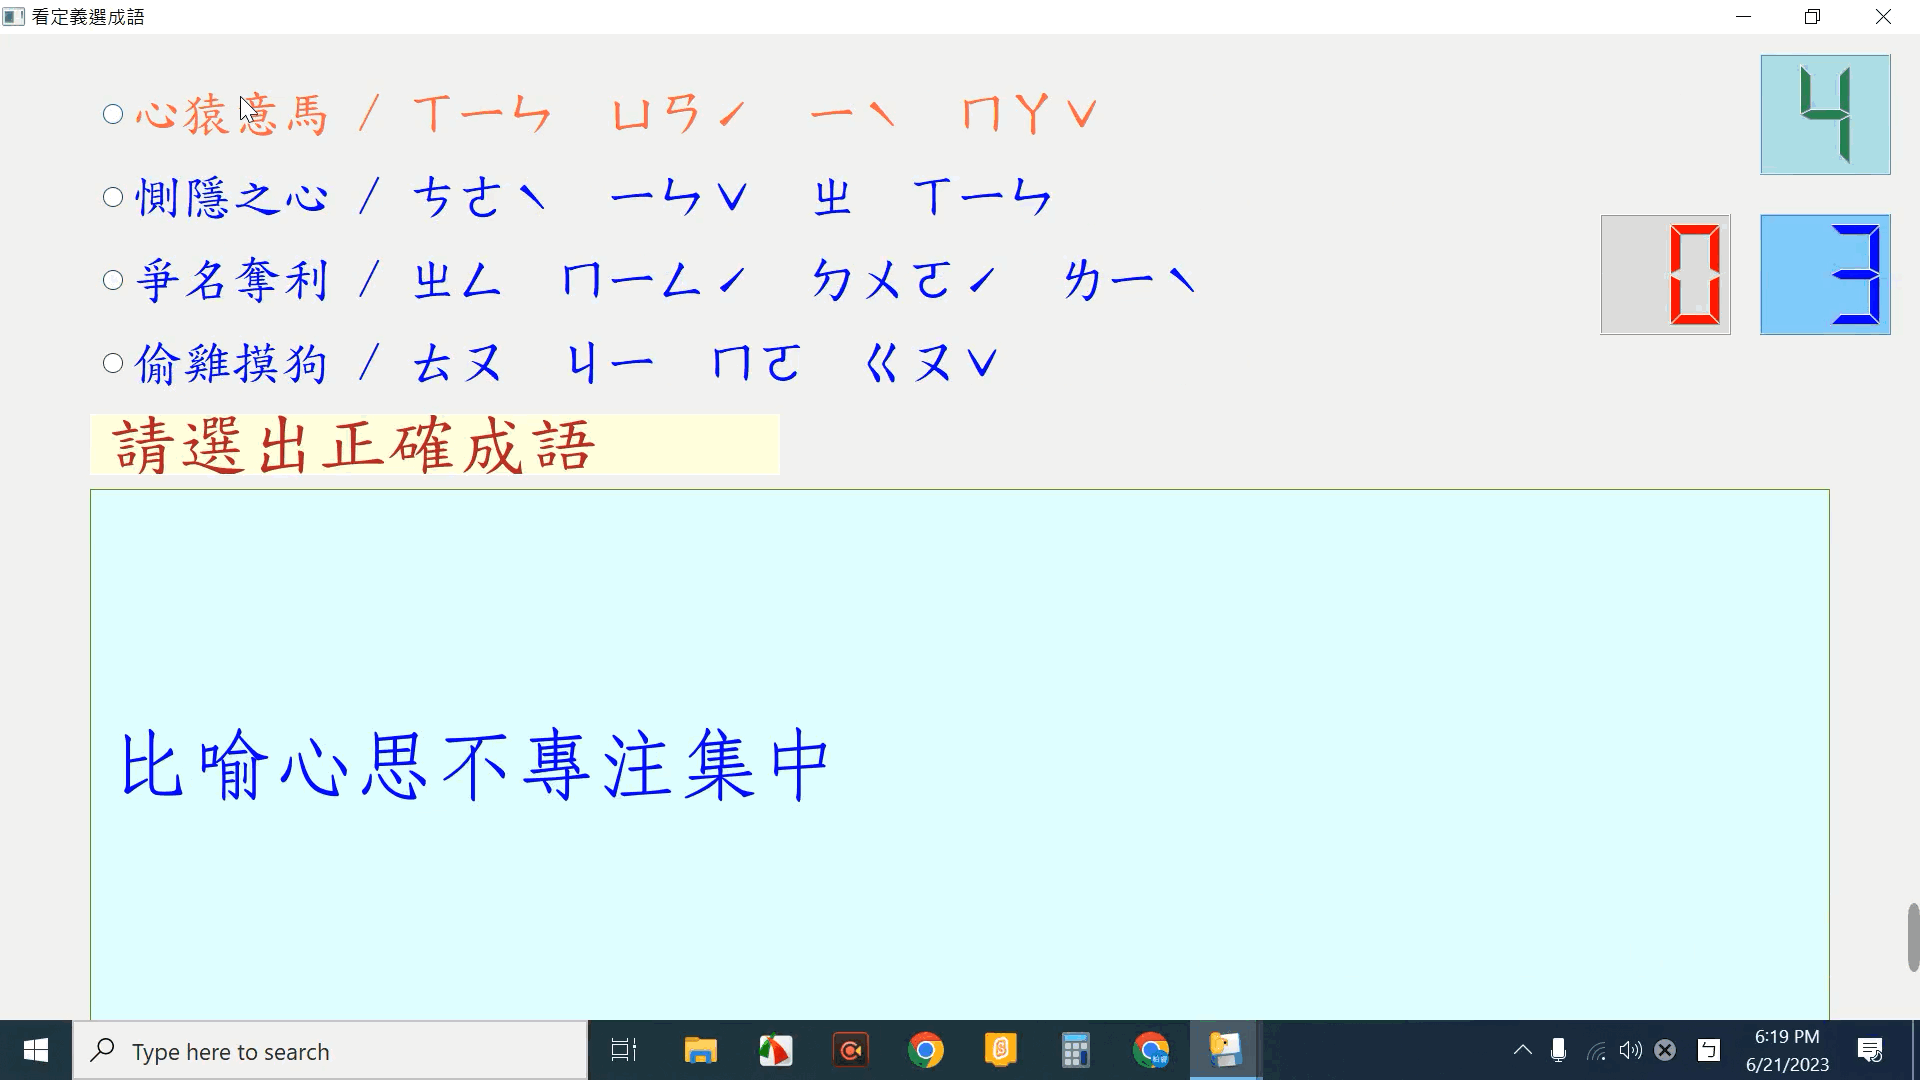 看定義選成語
心猿意馬 / ㄒㄧㄣ ㄩㄢˊ ㄧˋ ㄇㄚˇ
惻隱之心 / ㄘㄜˋ ㄧㄣˇ ㄓ ㄒㄧㄣ
爭名奪利 / ㄓㄥ ㄇㄧㄥˊ ㄉㄨㄛˊ ㄌㄧˋ
偷雞摸狗 / ㄊㄡ ㄐㄧ ㄇㄛ ㄍㄡˇ
4
0 3
請選出正確成語
比喻心思不專注集中
Type here to search
ㄅ
6:19 PM
6/21/2023